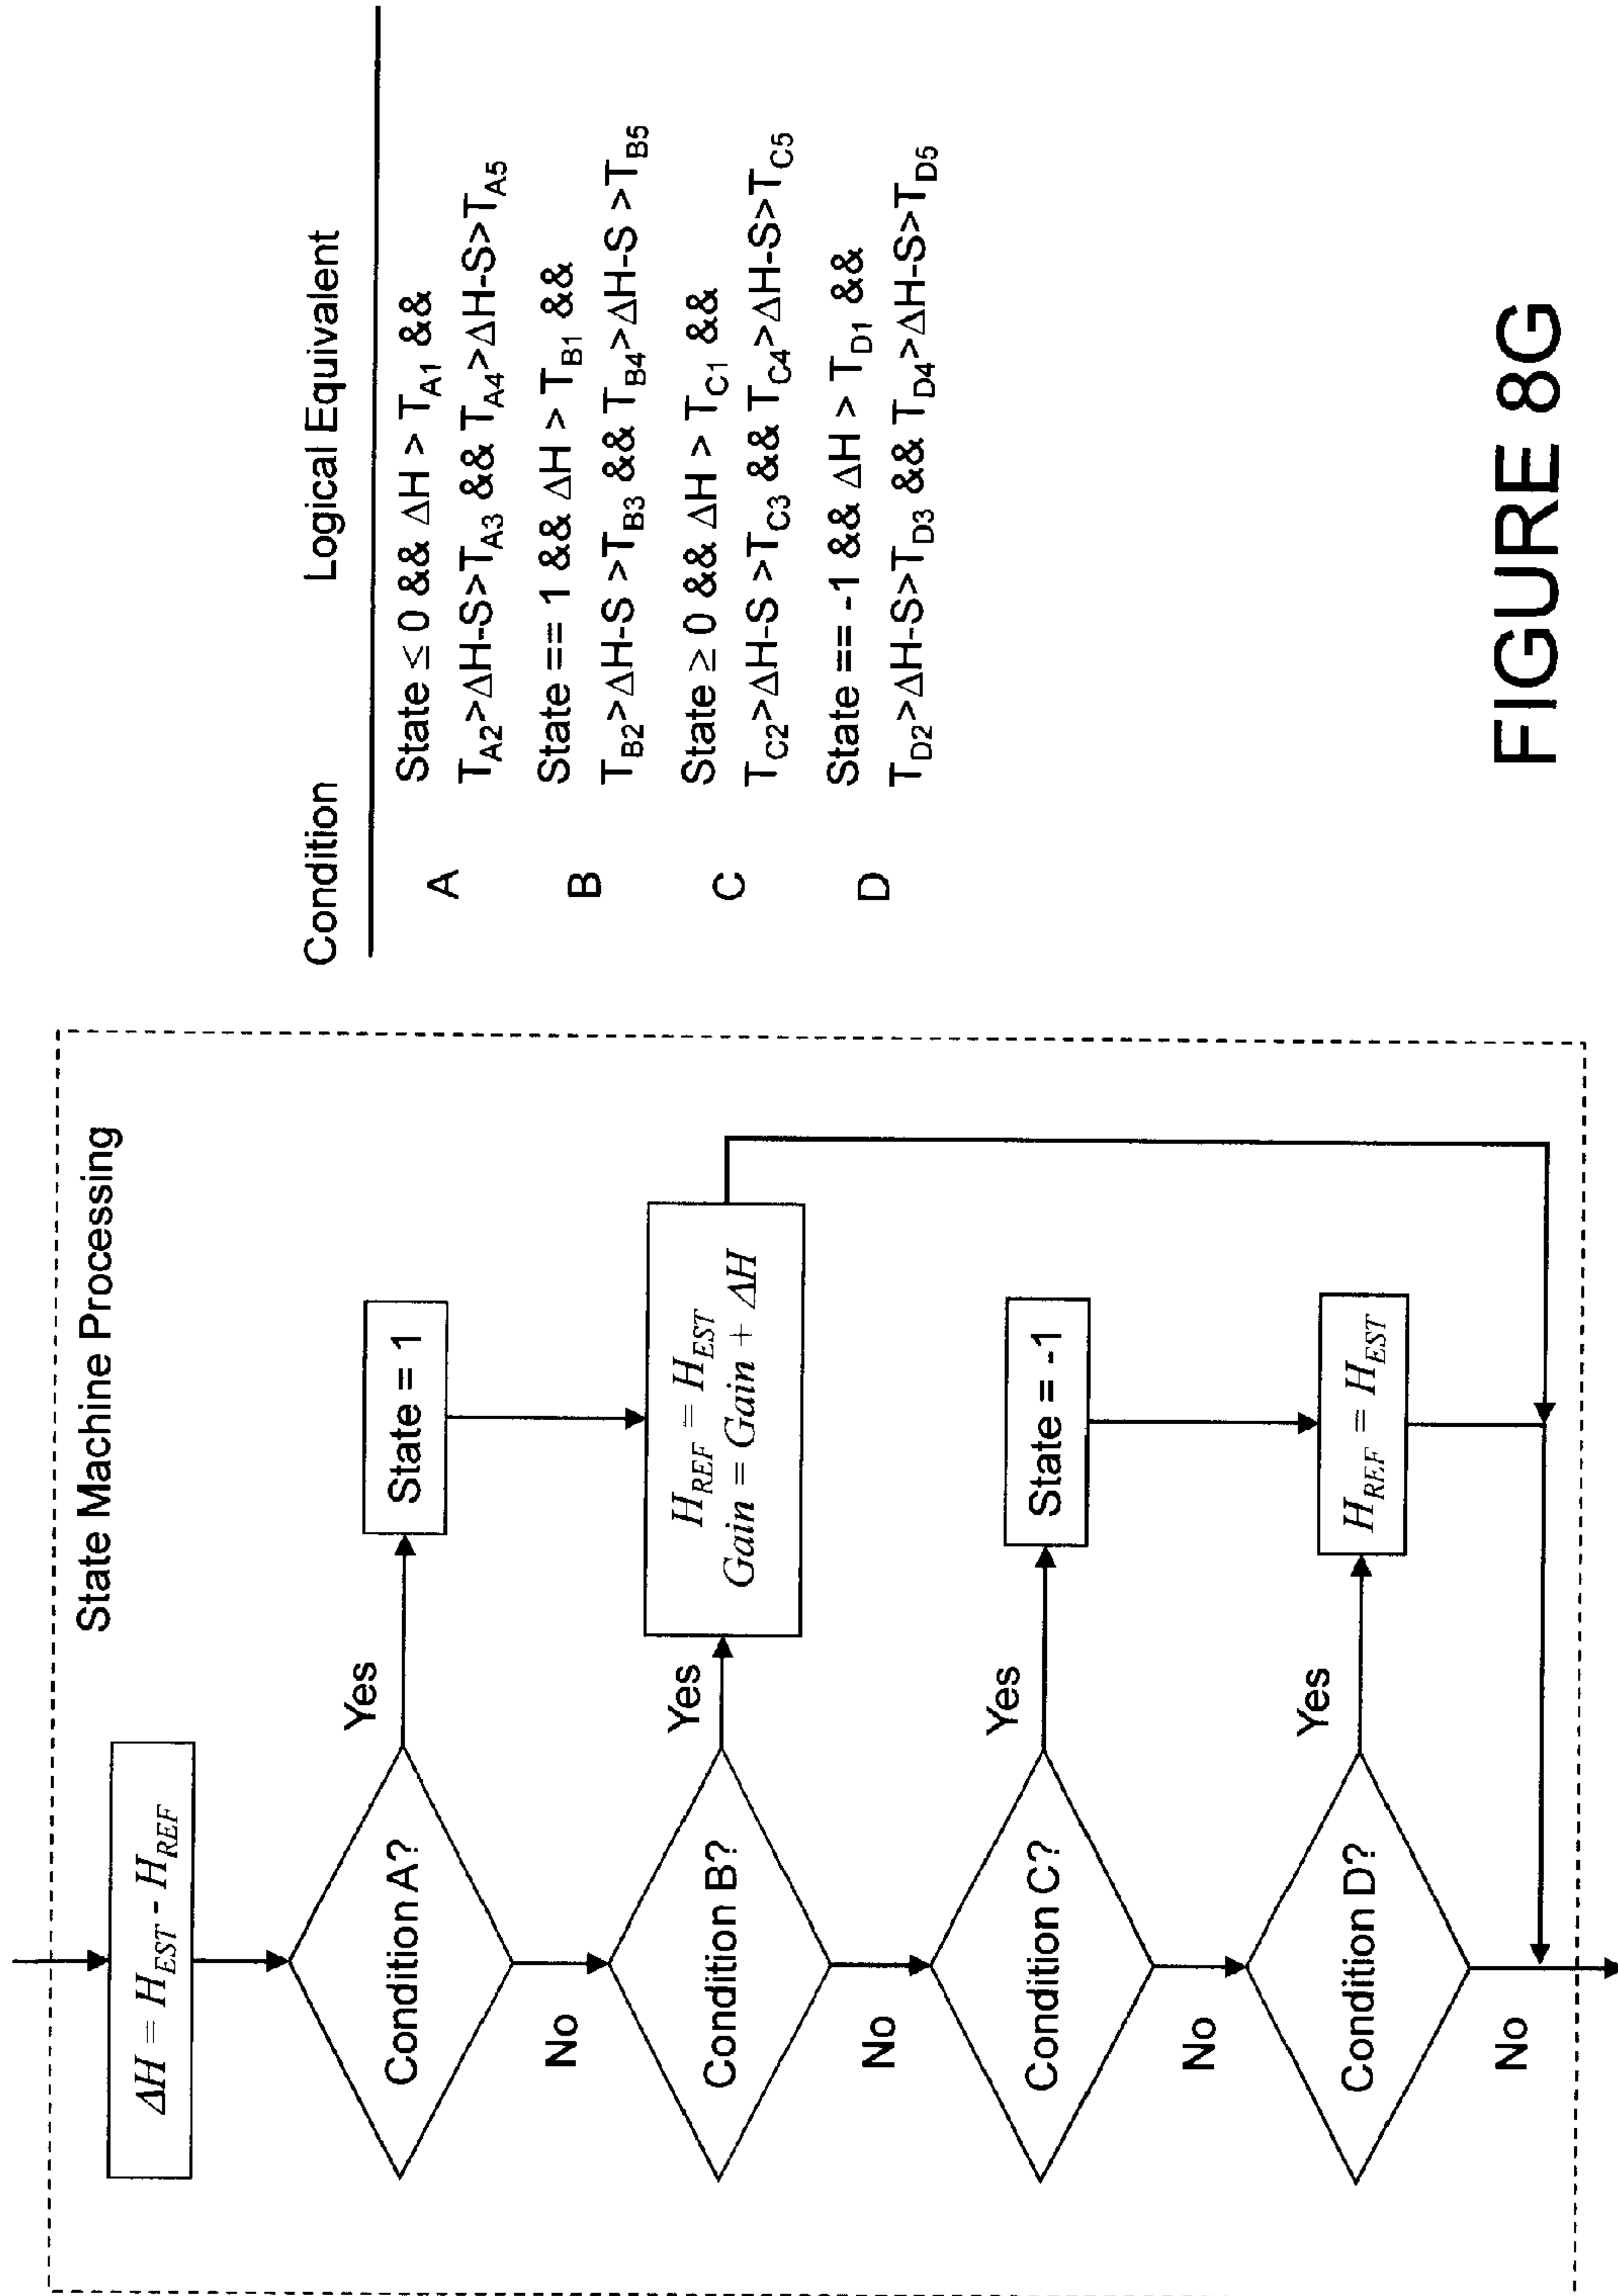 State Machine Processing
ΔH = H_EST - H_REF
Condition A?
Yes
State = 1
No
Condition B?
Yes
H_REF = H_EST
Gain = Gain + ΔH
No
Condition C?
Yes
State = -1
No
Condition D?
Yes
H_REF = H_EST
No
Condition Logical Equivalent
A State ≤ 0 && ΔH > T_A1 &&
T_A2>ΔH-S>T_A3 && T_A4>ΔH-S>T_A5
B State == 1 && ΔH > T_B1 &&
T_B2>ΔH-S >T_B3 && T_B4>ΔH-S >T_B5
C State ≥ 0 && ΔH > T_C1 &&
T_C2>ΔH-S >T_C3 && T_C4>ΔH-S>T_C5
D State == -1 && ΔH > T_D1 &&
T_D2>ΔH-S>T_D3 && T_D4>ΔH-S>T_D5
FIGURE 8G